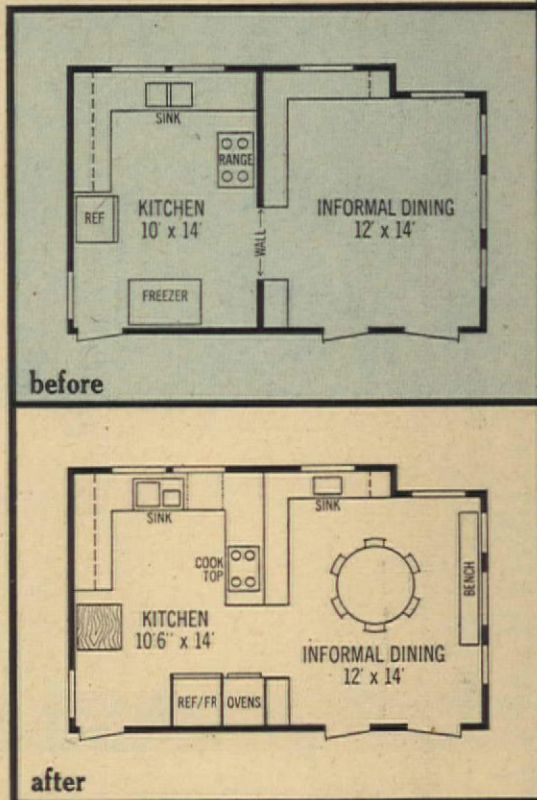 SINK
RANGE
REF
KITCHEN
10' x 14'
WALL
INFORMAL DINING
12' x 14'
FREEZER
before
SINK
SINK
COOK
TOP
BENCH
KITCHEN
10'6'' x 14'
INFORMAL DINING
12' x 14'
REF/FR
OVENS
after